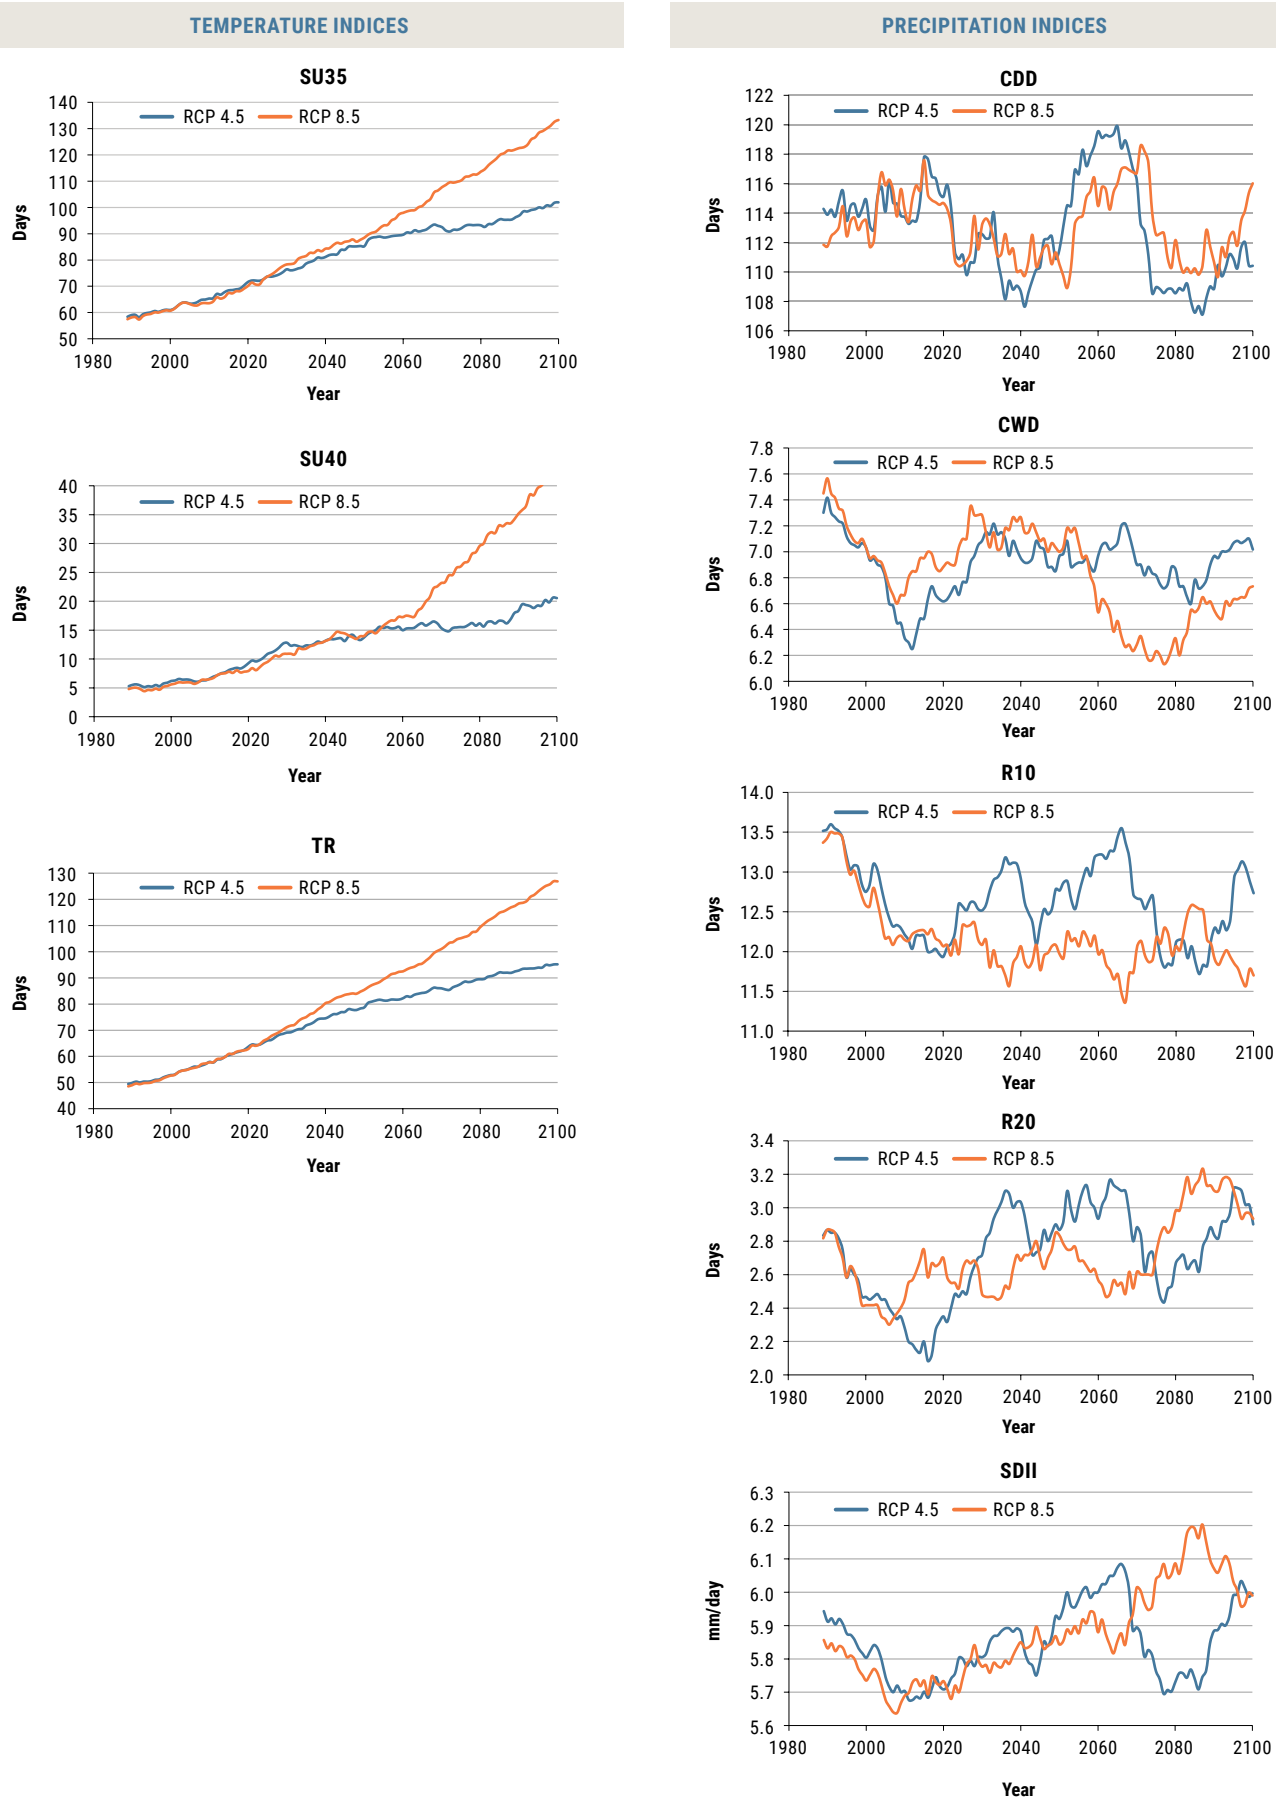 TEMPERATURE INDICES
SU35
RCP 4.5 RCP 8.5
140
130
120
110
100
90
80
70
60
50
Days
1980 2000 2020 2040 2060 2080 2100
Year
SU40
RCP 4.5 RCP 8.5
40
35
30
25
20
15
10
5
0
Days
1980 2000 2020 2040 2060 2080 2100
Year
TR
RCP 4.5 RCP 8.5
130
120
110
100
90
80
70
60
50
40
Days
1980 2000 2020 2040 2060 2080 2100
Year
PRECIPITATION INDICES
CDD
RCP 4.5 RCP 8.5
122
120
118
116
114
112
110
108
106
Days
1980 2000 2020 2040 2060 2080 2100
Year
CWD
RCP 4.5 RCP 8.5
7.8
7.6
7.4
7.2
7.0
6.8
6.6
6.4
6.2
6.0
Days
1980 2000 2020 2040 2060 2080 2100
Year
R10
RCP 4.5 RCP 8.5
14.0
13.5
13.0
12.5
12.0
11.5
11.0
Days
1980 2000 2020 2040 2060 2080 2100
Year
R20
RCP 4.5 RCP 8.5
3.4
3.2
3.0
2.8
2.6
2.4
2.2
2.0
Days
1980 2000 2020 2040 2060 2080 2100
Year
SDII
RCP 4.5 RCP 8.5
6.3
6.2
6.1
6.0
5.9
5.8
5.7
5.6
mm/day
1980 2000 2020 2040 2060 2080 2100
Year